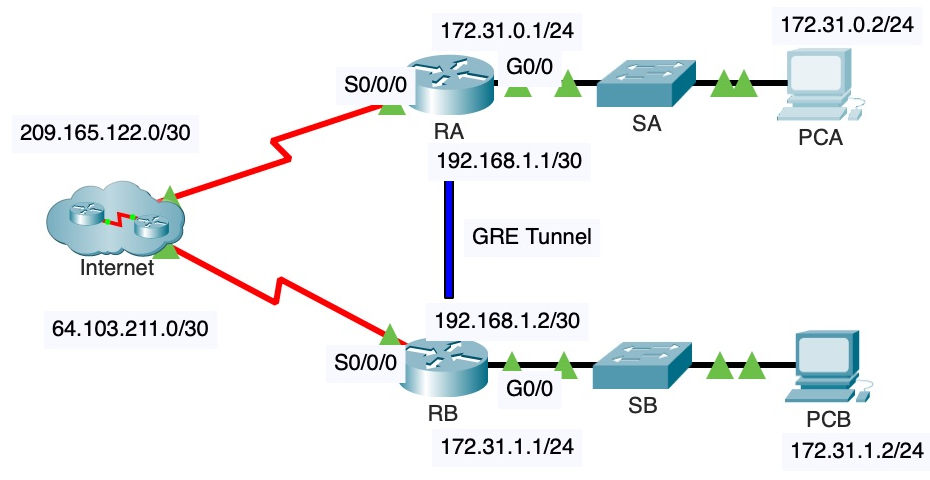 172.31.0.1/24
172.31.0.2/24
G0/0
S0/0/0
RA
SA
PCA
209.165.122.0/30
192.168.1.1/30
GRE Tunnel
Internet
64.103.211.0/30
192.168.1.2/30
S0/0/0
G0/0
RB
SB
PCB
172.31.1.1/24
172.31.1.2/24